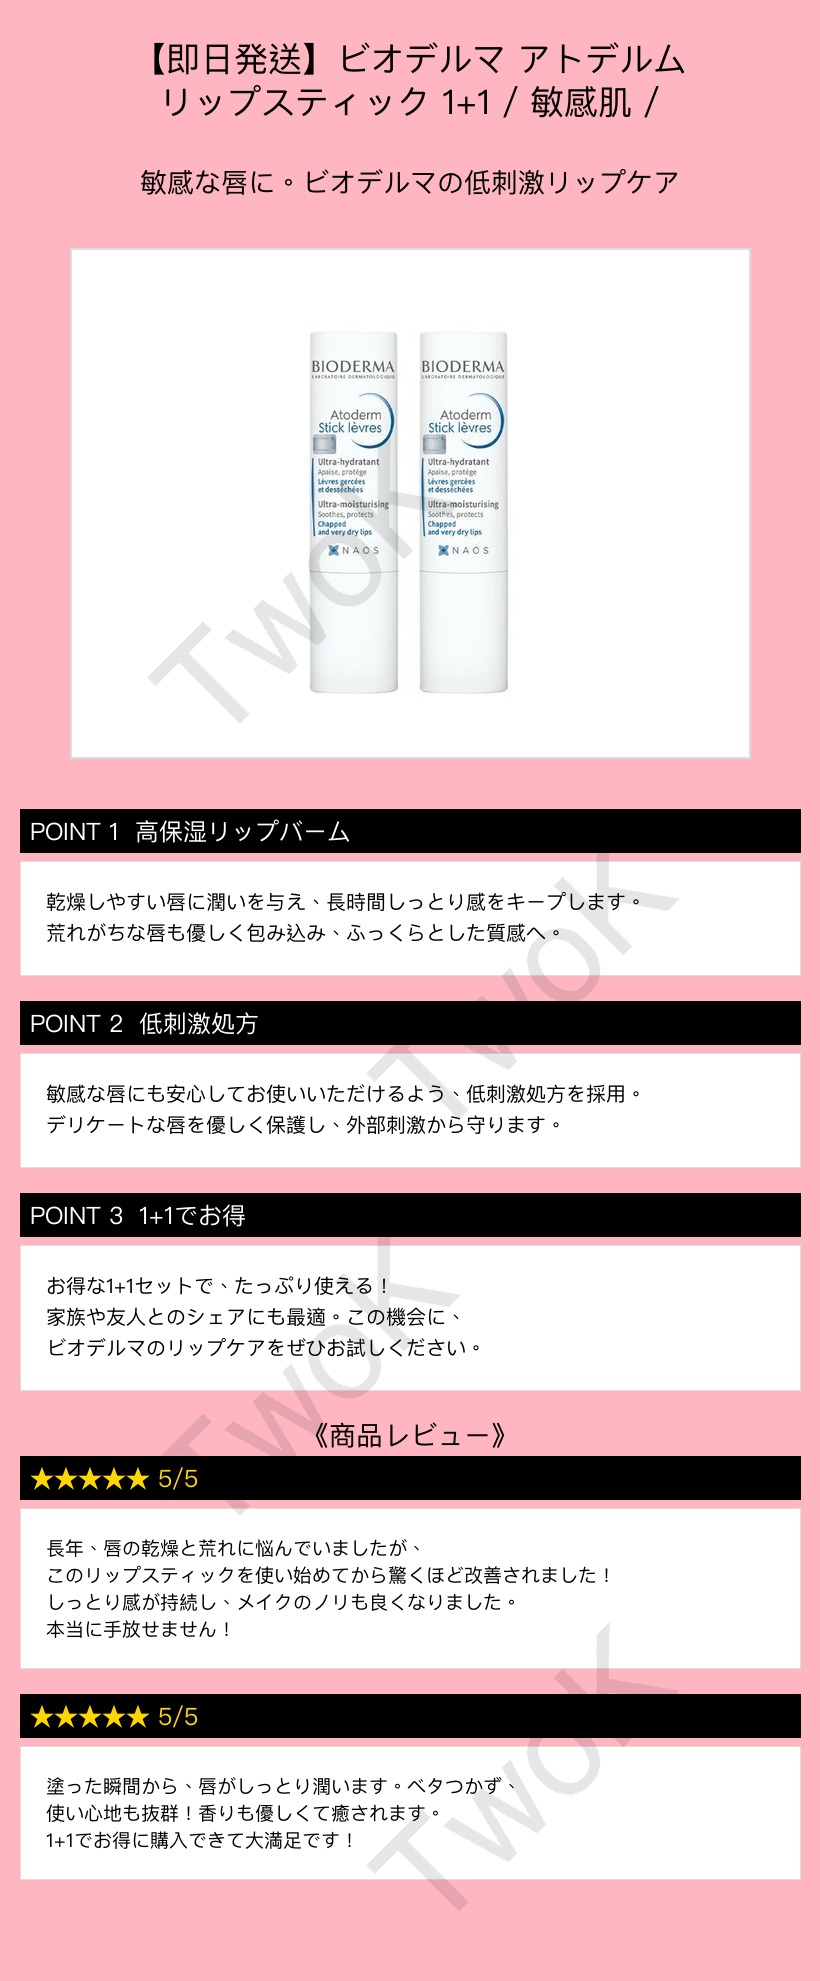 【即日発送】ビオデルマ アトデルム
リップスティック 1+1 / 敏感肌 /
敏感な唇に。ビオデルマの低刺激リップケア
BIODERMA
LABORATOIRE DERMATOLOGIQUE
Atoderm
Stick lèvres
Ultra-hydratant
Apaise, protège
Lèvres gercées
et desséchées
Ultra-moisturising
Soothes, protects
Chapped
and very dry lips
NAOS
BIODERMA
LABORATOIRE DERMATOLOGIQUE
Atoderm
Stick lèvres
Ultra-hydratant
Apaise, protège
Lèvres gercées
et desséchées
Ultra-moisturising
Soothes, protects
Chapped
and very dry lips
NAOS
TwoK
POINT 1 高保湿リップバーム
乾燥しやすい唇に潤いを与え、長時間しっとり感をキープします。
荒れがちな唇も優しく包み込み、ふっくらとした質感へ。
TwoK
POINT 2 低刺激処方
敏感な唇にも安心してお使いいただけるよう、低刺激処方を採用。
デリケートな唇を優しく保護し、外部刺激から守ります。
POINT 3 1+1でお得
お得な1+1セットで、たっぷり使える！
家族や友人とのシェアにも最適。この機会に、
ビオデルマのリップケアをぜひお試しください。
TwoK
《商品レビュー》
★★★★★ 5/5
長年、唇の乾燥と荒れに悩んでいましたが、
このリップスティックを使い始めてから驚くほど改善されました！
しっとり感が持続し、メイクのノリも良くなりました。
本当に手放せません！
★★★★★ 5/5
塗った瞬間から、唇がしっとり潤います。ベタつかず、
使い心地も抜群！香りも優しくて癒されます。
1+1でお得に購入できて大満足です！
TwoK